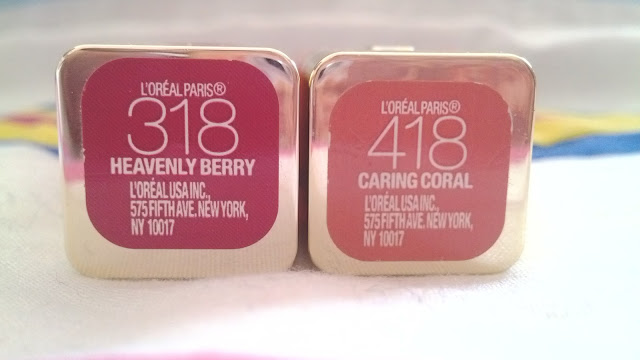 L'ORÉAL PARIS®
318
HEAVENLY BERRY
L'ORÉAL USA INC.,
575 FIFTH AVE. NEW YORK,
NY 10017
L'ORÉAL PARIS®
418
CARING CORAL
L'ORÉAL USA INC.,
575 FIFTH AVE. NEW YORK,
NY 10017